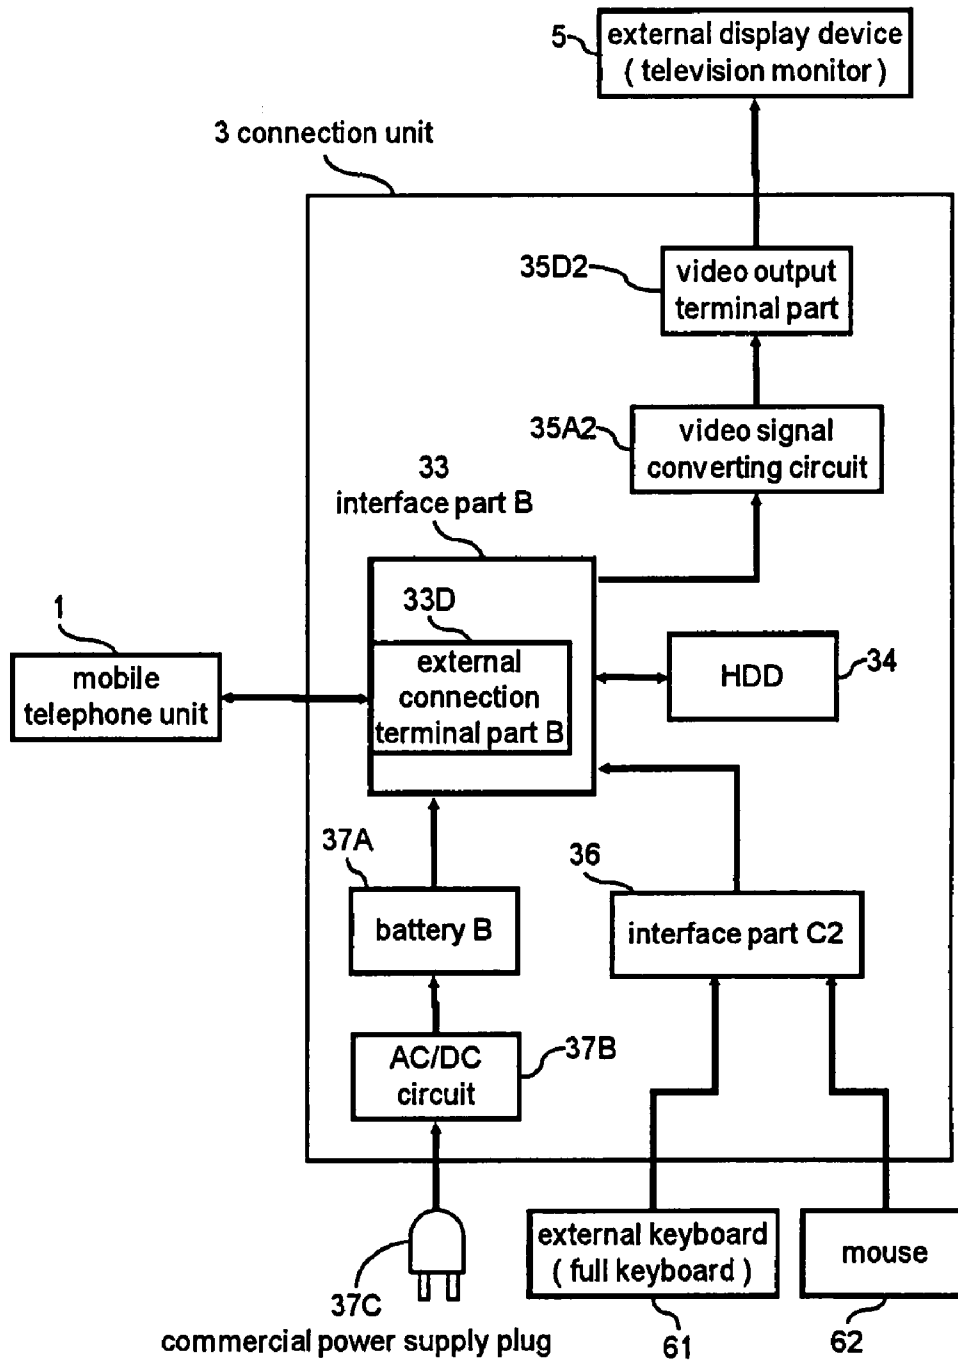 5
external display device
( television monitor )
3 connection unit
35D2
video output
terminal part
35A2
video signal
converting circuit
33
interface part B
33D
external
connection
terminal part B
1
mobile
telephone unit
HDD
34
37A
battery B
36
interface part C2
AC/DC
circuit
37B
37C
commercial power supply plug
external keyboard
( full keyboard )
61
mouse
62